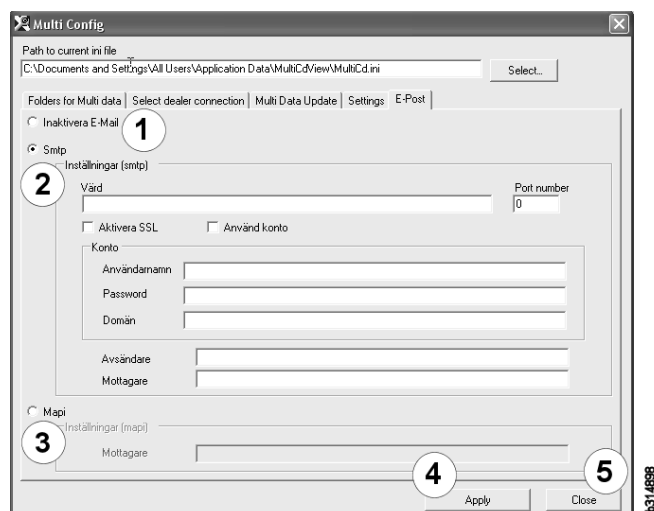 Multi Config
Path to current ini file
C:\Documents and Settings\All Users\Application Data\MultiCdView\MultiCd.ini
Select...
Folders for Multi data
Select dealer connection
Multi Data Update
Settings
E-Post
Inaktivera E-Mail
1
Smtp
2
Inställningar (smtp)
Värd
Port number
0
Aktivera SSL
Använd konto
Konto
Användarnamn
Password
Domän
Avsändare
Mottagare
Mapi
3
Inställningar (mapi)
Mottagare
4
5
Apply
Close
b314898